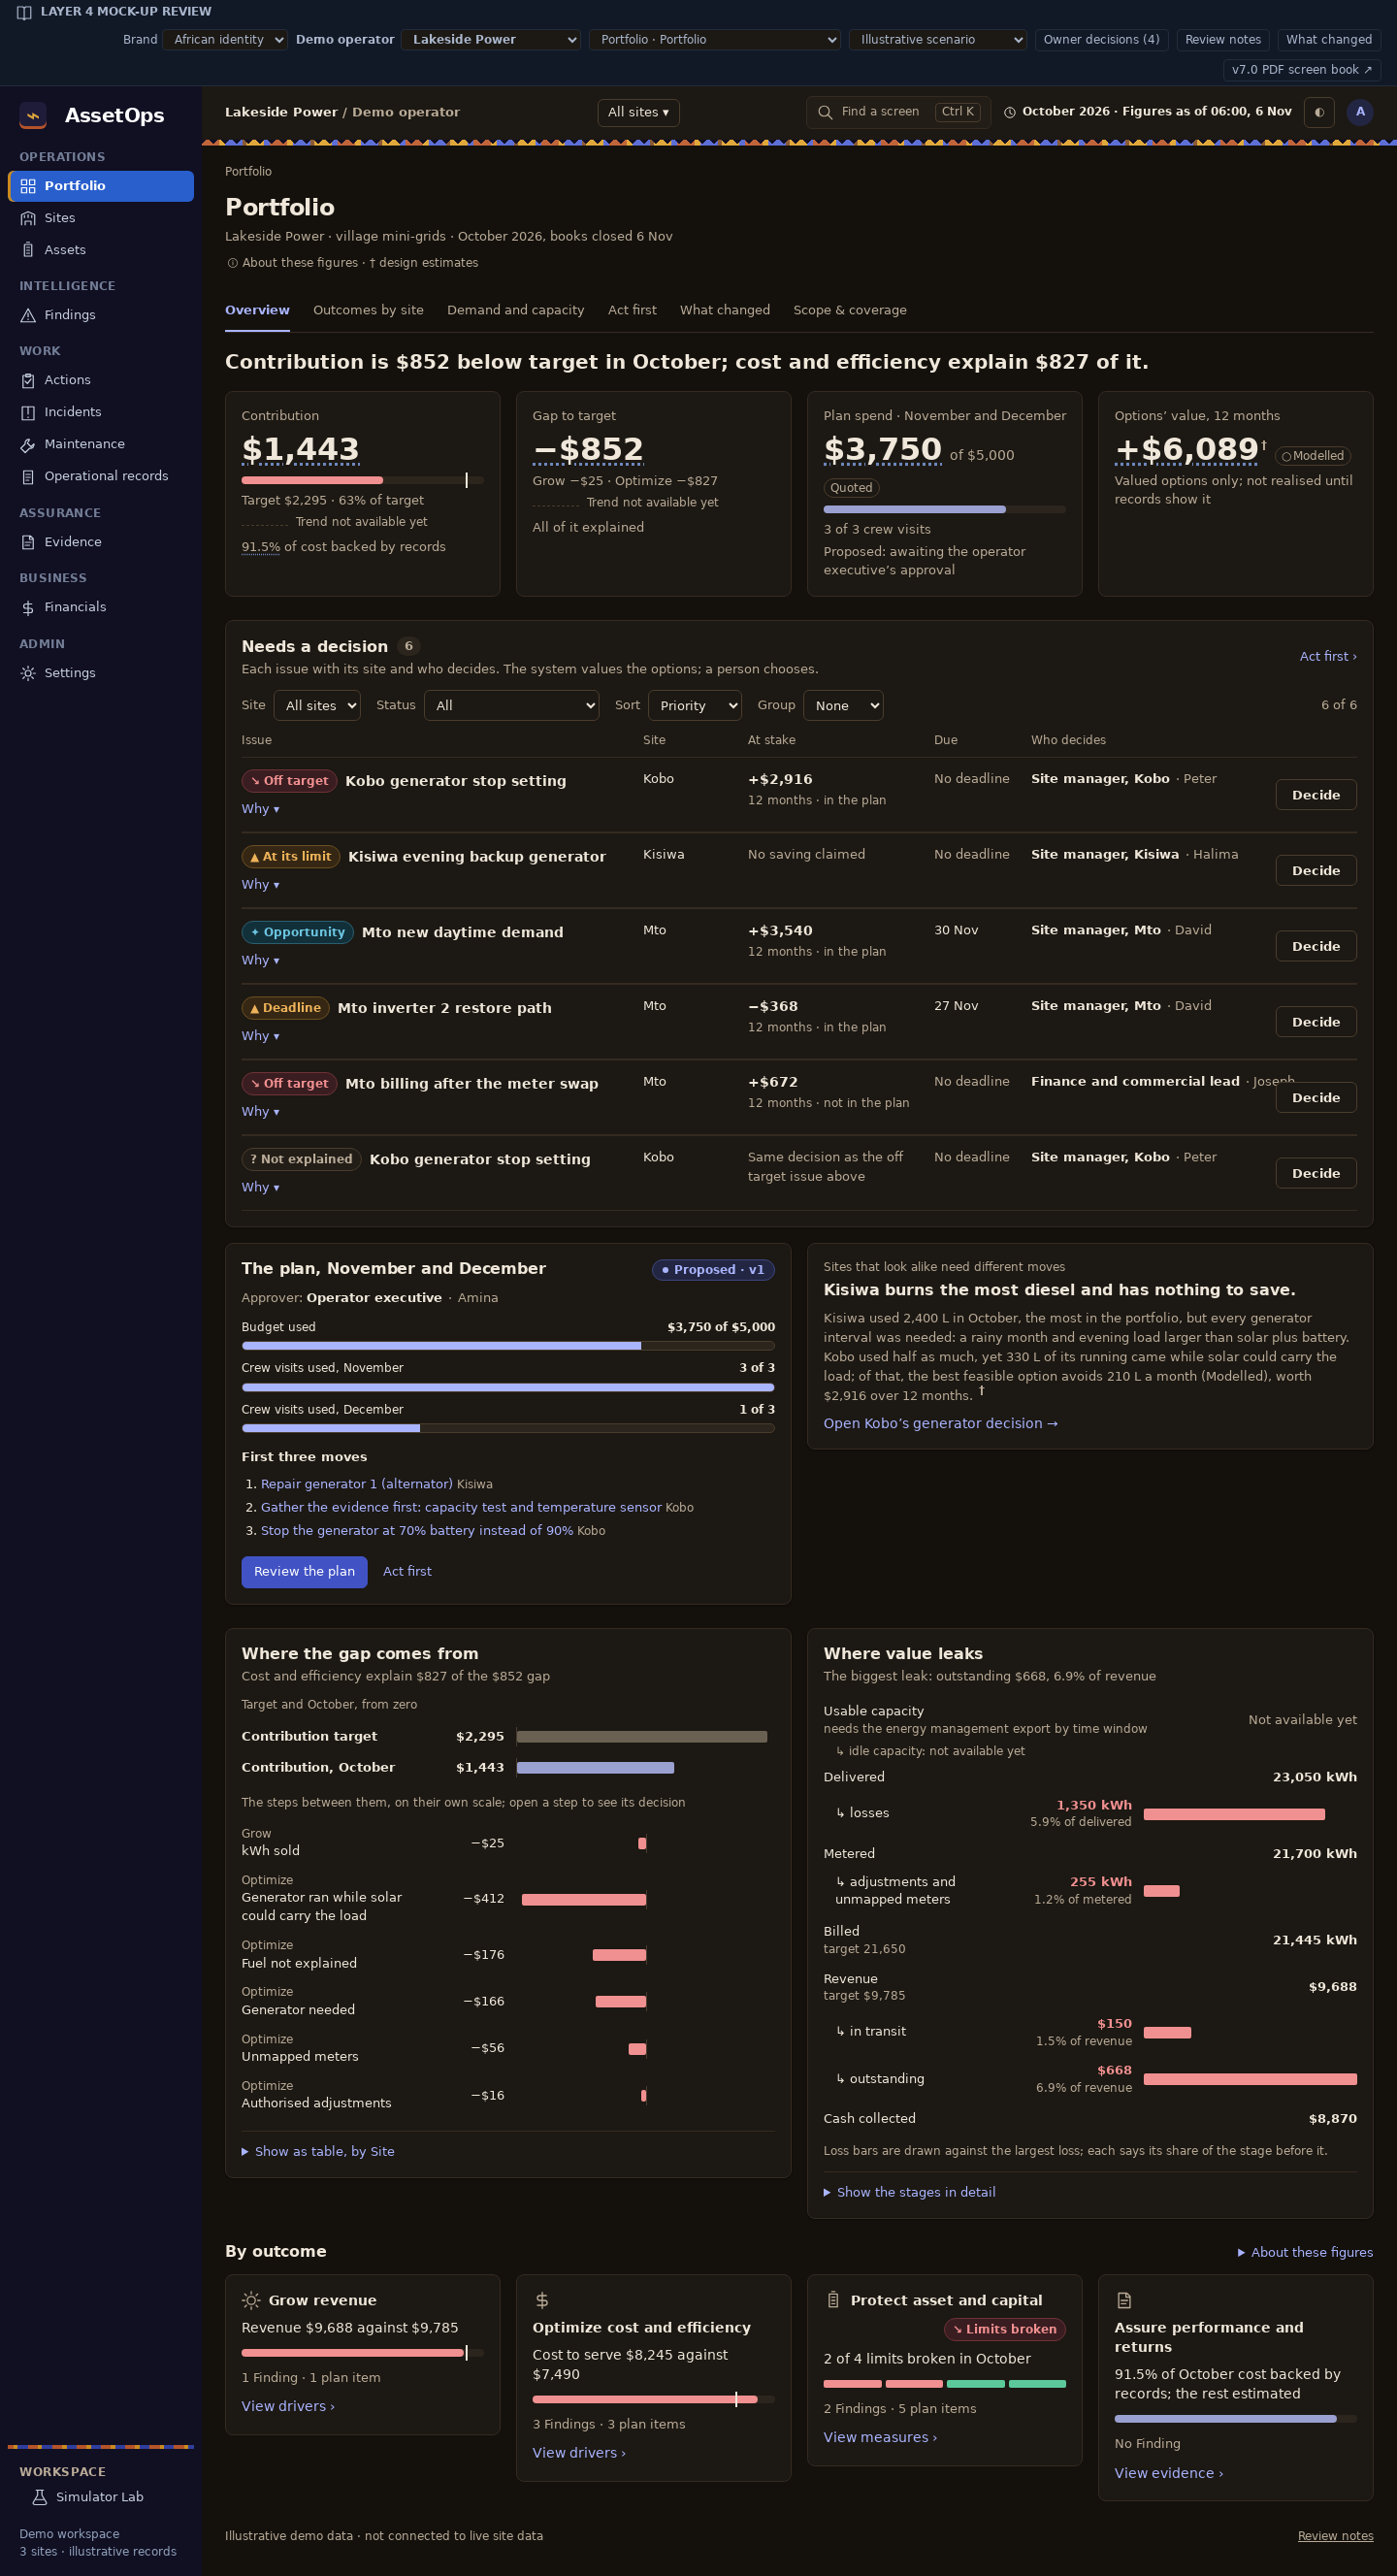 LAYER 4 MOCK-UP REVIEW
Brand African identity Demo operator Lakeside Power Portfolio · Portfolio Illustrative scenario Owner decisions (4) Review notes What changed
v7.0 PDF screen book ↗
AssetOps
OPERATIONS
Portfolio
Sites
Assets
INTELLIGENCE
Findings
WORK
Actions
Incidents
Maintenance
Operational records
ASSURANCE
Evidence
BUSINESS
Financials
ADMIN
Settings
WORKSPACE
Simulator Lab
Demo workspace
3 sites · illustrative records
Lakeside Power / Demo operator All sites ▾ Find a screen Ctrl K October 2026 · Figures as of 06:00, 6 Nov A
Portfolio
Portfolio
Lakeside Power · village mini-grids · October 2026, books closed 6 Nov
About these figures · † design estimates
Overview Outcomes by site Demand and capacity Act first What changed Scope & coverage
Contribution is $852 below target in October; cost and efficiency explain $827 of it.
Contribution
$1,443
Target $2,295 · 63% of target
Trend not available yet
91.5% of cost backed by records
Gap to target
−$852
Grow −$25 · Optimize −$827
Trend not available yet
All of it explained
Plan spend · November and December
$3,750 of $5,000
Quoted
3 of 3 crew visits
Proposed: awaiting the operator
executive’s approval
Options’ value, 12 months
+$6,089† Modelled
Valued options only; not realised until
records show it
Needs a decision 6
Each issue with its site and who decides. The system values the options; a person chooses.
Act first ›
Site All sites Status All Sort Priority Group None 6 of 6
Issue Site At stake Due Who decides
↘ Off target Kobo generator stop setting Kobo +$2,916 No deadline Site manager, Kobo · Peter
Why ▾ 12 months · in the plan Decide
▲ At its limit Kisiwa evening backup generator Kisiwa No saving claimed No deadline Site manager, Kisiwa · Halima
Why ▾ Decide
✦ Opportunity Mto new daytime demand Mto +$3,540 30 Nov Site manager, Mto · David
Why ▾ 12 months · in the plan Decide
▲ Deadline Mto inverter 2 restore path Mto −$368 27 Nov Site manager, Mto · David
Why ▾ 12 months · in the plan Decide
↘ Off target Mto billing after the meter swap Mto +$672 No deadline Finance and commercial lead · Joseph
Why ▾ 12 months · not in the plan Decide
? Not explained Kobo generator stop setting Kobo Same decision as the off No deadline Site manager, Kobo · Peter
Why ▾ target issue above Decide
The plan, November and December Proposed · v1
Approver: Operator executive · Amina
Budget used $3,750 of $5,000
Crew visits used, November 3 of 3
Crew visits used, December 1 of 3
First three moves
1. Repair generator 1 (alternator) Kisiwa
2. Gather the evidence first: capacity test and temperature sensor Kobo
3. Stop the generator at 70% battery instead of 90% Kobo
Review the plan Act first
Sites that look alike need different moves
Kisiwa burns the most diesel and has nothing to save.
Kisiwa used 2,400 L in October, the most in the portfolio, but every generator
interval was needed: a rainy month and evening load larger than solar plus battery.
Kobo used half as much, yet 330 L of its running came while solar could carry the
load; of that, the best feasible option avoids 210 L a month (Modelled), worth
$2,916 over 12 months. †
Open Kobo’s generator decision →
Where the gap comes from
Cost and efficiency explain $827 of the $852 gap
Target and October, from zero
Contribution target $2,295
Contribution, October $1,443
The steps between them, on their own scale; open a step to see its decision
Grow
kWh sold −$25
Optimize
Generator ran while solar
could carry the load −$412
Optimize
Fuel not explained −$176
Optimize
Generator needed −$166
Optimize
Unmapped meters −$56
Optimize
Authorised adjustments −$16
▶ Show as table, by Site
Where value leaks
The biggest leak: outstanding $668, 6.9% of revenue
Usable capacity
needs the energy management export by time window Not available yet
↳ idle capacity: not available yet
Delivered 23,050 kWh
↳ losses 1,350 kWh
5.9% of delivered
Metered 21,700 kWh
↳ adjustments and 255 kWh
unmapped meters 1.2% of metered
Billed
target 21,650 21,445 kWh
Revenue
target $9,785 $9,688
↳ in transit $150
1.5% of revenue
↳ outstanding $668
6.9% of revenue
Cash collected $8,870
Loss bars are drawn against the largest loss; each says its share of the stage before it.
▶ Show the stages in detail
By outcome ▶ About these figures
Grow revenue
Revenue $9,688 against $9,785
1 Finding · 1 plan item
View drivers ›
Optimize cost and efficiency
Cost to serve $8,245 against
$7,490
3 Findings · 3 plan items
View drivers ›
Protect asset and capital
↘ Limits broken
2 of 4 limits broken in October
2 Findings · 5 plan items
View measures ›
Assure performance and
returns
91.5% of October cost backed by
records; the rest estimated
No Finding
View evidence ›
Illustrative demo data · not connected to live site data Review notes